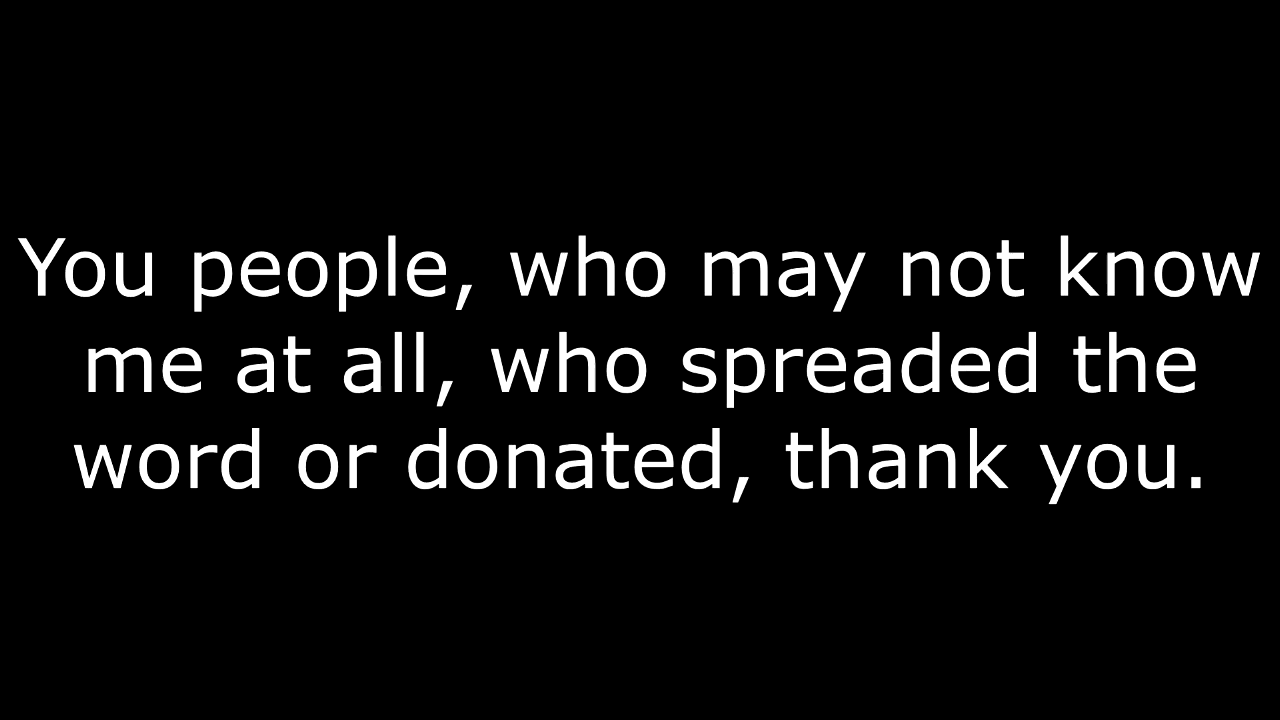 You people, who may not know
me at all, who spreaded the
word or donated, thank you.